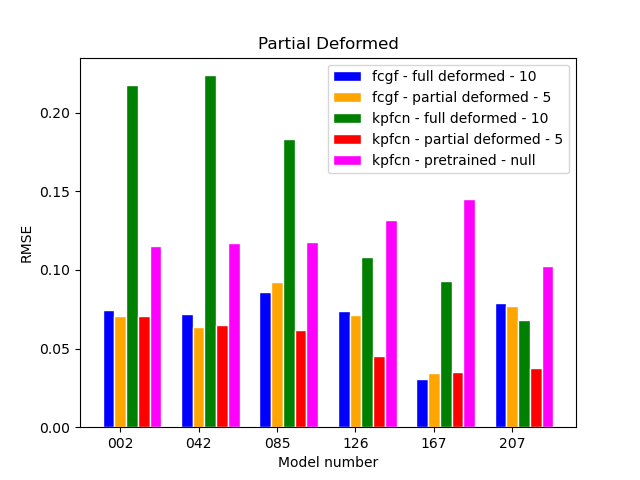 Partial Deformed
fcgf - full deformed - 10
fcgf - partial deformed - 5
kpfcn - full deformed - 10
kpfcn - partial deformed - 5
kpfcn - pretrained - null
RMSE
0.20
0.15
0.10
0.05
0.00
002 042 085 126 167 207
Model number